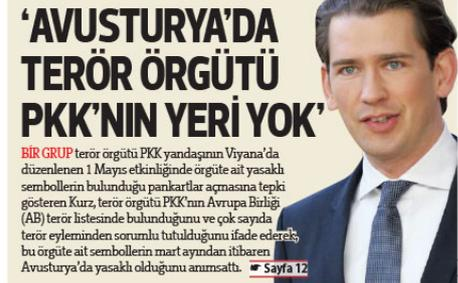 ‘AVUSTURYA’DA
TERÖR ÖRGÜTÜ
PKK’NIN YERİ YOK’
BİR GRUP terör örgütü PKK yandaşının Viyana’da
düzenlenen 1 Mayıs etkinliğinde örgüte ait yasaklı
sembollerin bulunduğu pankartlar açmasına tepki
gösteren Kurz, terör örgütü PKK’nın Avrupa Birliği
(AB) terör listesinde bulunduğunu ve çok sayıda
terör eyleminden sorumlu tutulduğunu ifade ederek,
bu örgüte ait sembollerin mart ayından itibaren
Avusturya’da yasaklı olduğunu anımsattı. ☛ Sayfa 12